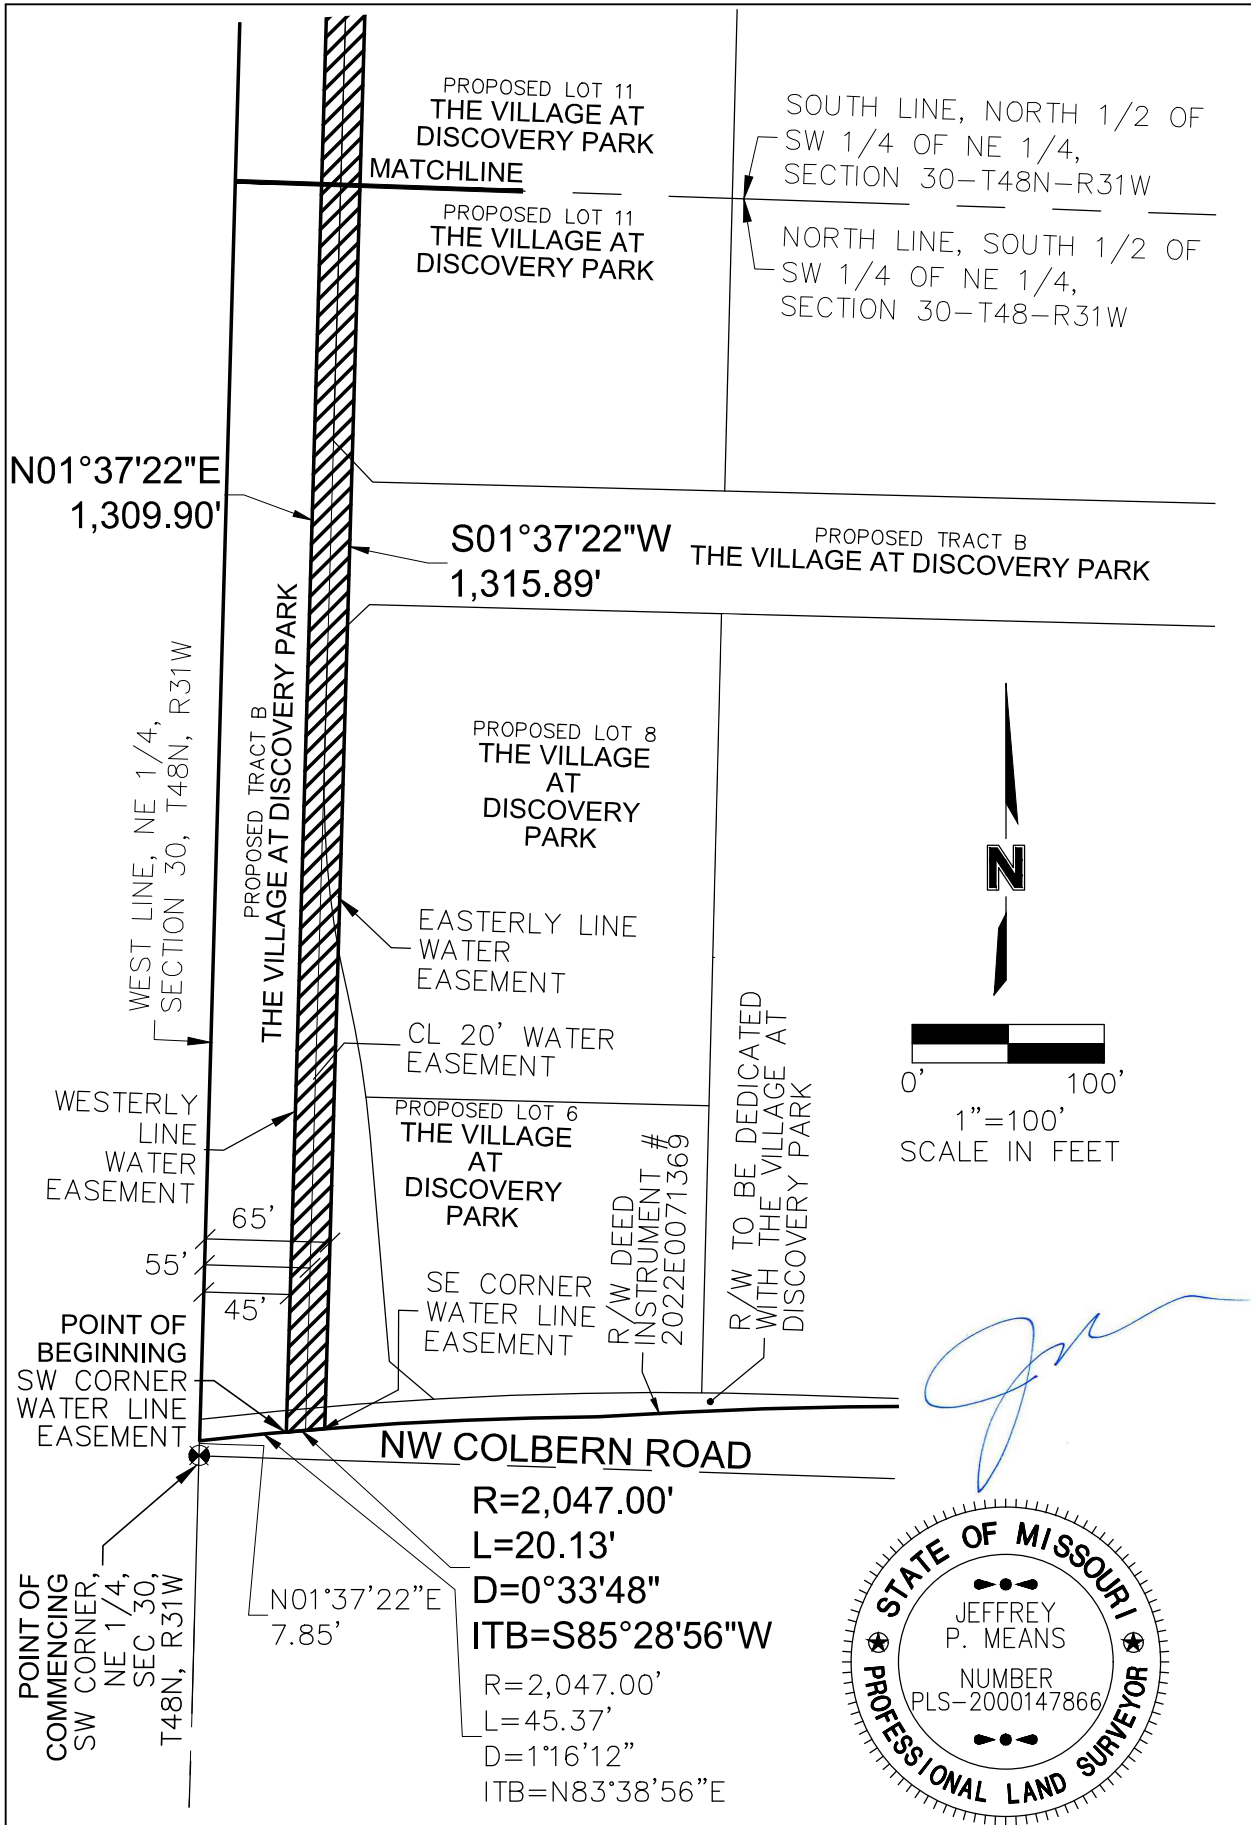 PROPOSED LOT 11
THE VILLAGE AT
DISCOVERY PARK
MATCHLINE
PROPOSED LOT 11
THE VILLAGE AT
DISCOVERY PARK
SOUTH LINE, NORTH 1/2 OF
SW 1/4 OF NE 1/4,
SECTION 30-T48N-R31W
NORTH LINE, SOUTH 1/2 OF
SW 1/4 OF NE 1/4,
SECTION 30-T48-R31W
N01°37'22"E
1,309.90'
S01°37'22"W
1,315.89'
PROPOSED TRACT B
THE VILLAGE AT DISCOVERY PARK
WEST LINE, NE 1/4,
SECTION 30, T48N, R31W
PROPOSED TRACT B
THE VILLAGE AT DISCOVERY PARK
PROPOSED LOT 8
THE VILLAGE
AT
DISCOVERY
PARK
N
EASTERLY LINE
WATER
EASEMENT
CL 20' WATER
EASEMENT
0' 100'
1"=100'
SCALE IN FEET
WESTERLY
LINE
WATER
EASEMENT
PROPOSED LOT 6
THE VILLAGE
AT
DISCOVERY
PARK
R/W DEED
INSTRUMENT #
2022E0071369
R/W TO BE DEDICATED
WITH THE VILLAGE AT
DISCOVERY PARK
65'
55'
45'
SE CORNER
WATER LINE
EASEMENT
POINT OF
BEGINNING
SW CORNER
WATER LINE
EASEMENT
NW COLBERN ROAD
POINT OF
COMMENCING
SW CORNER,
NE 1/4,
SEC 30,
T48N, R31W
N01°37'22"E
7.85'
R=2,047.00'
L=20.13'
D=0°33'48"
ITB=S85°28'56"W
R=2,047.00'
L=45.37'
D=1°16'12"
ITB=N83°38'56"E
STATE OF MISSOURI
JEFFREY
P. MEANS
NUMBER
PLS-2000147866
PROFESSIONAL LAND SURVEYOR